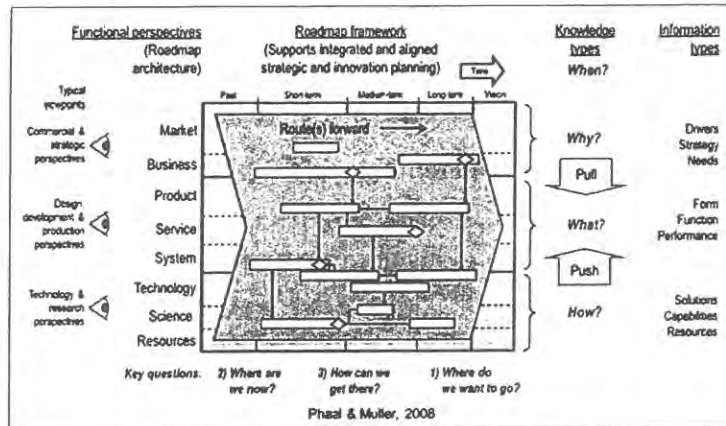 Functional perspectives
(Roadmap
architecture)
Roadmap framework
(Supports integrated and aligned
strategic and innovation planning)
Time
Knowledge
types
When?
Information
types
Typical
viewpoints
Past
Short-term
Medium-term
Long-term
Vision
Commercial &
strategic
perspectives
Market
Business
Route(s) forward
Why?
Drivers
Strategy
Needs
Pull
Design
development, &
production
perspectives
Product
Service
System
What?
Form
Function
Performance
Push
Technology &
research
perspectives
Technology
Science
Resources
How?
Solutions
Capabilities
Resources
Key questions.
2) Where are
we now?
3) How can we
get there?
1) Where do
we want to go?
Phaal & Muller, 2008